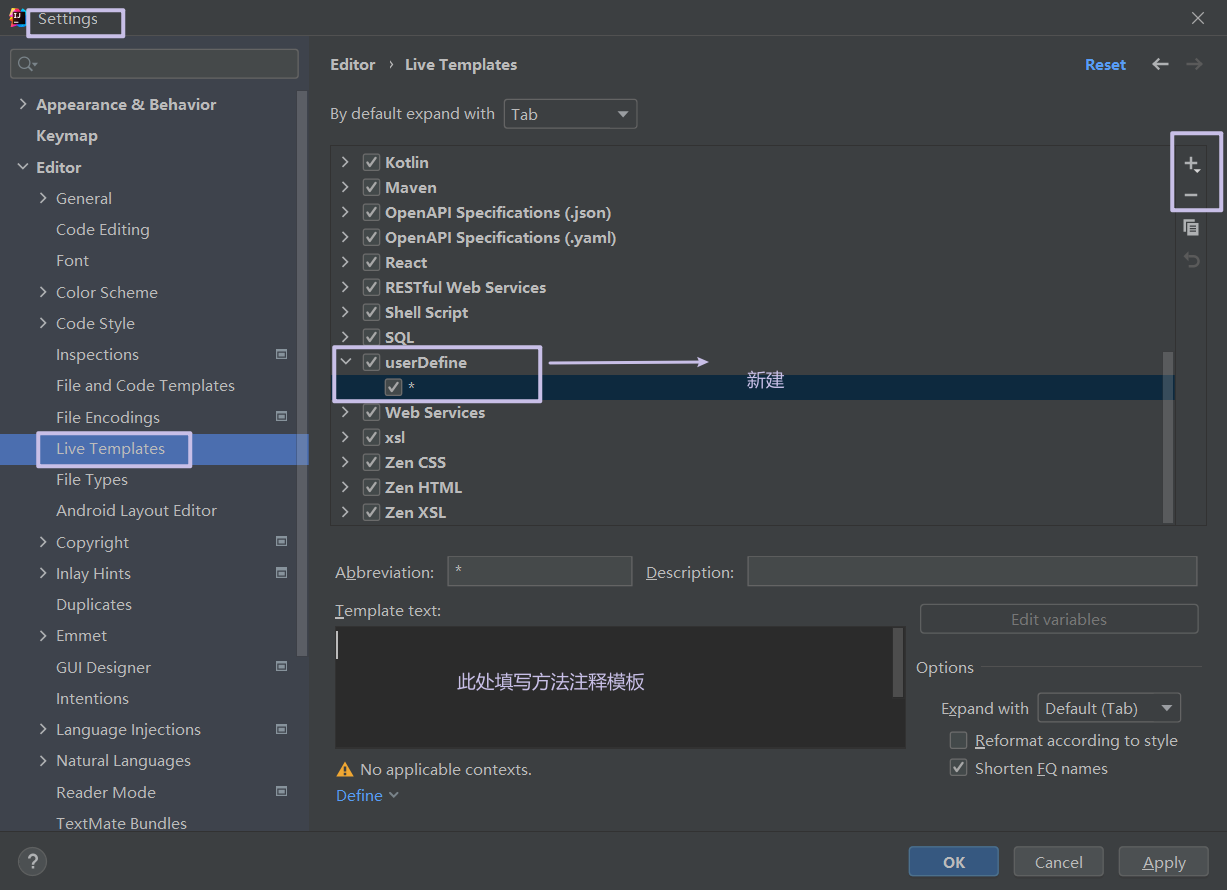 Settings
Editor › Live Templates
Reset
Appearance & Behavior
Keymap
Editor
General
Code Editing
Font
Color Scheme
Code Style
Inspections
File and Code Templates
File Encodings
Live Templates
File Types
Android Layout Editor
Copyright
Inlay Hints
Duplicates
Emmet
GUI Designer
Intentions
Language Injections
Natural Languages
Reader Mode
TextMate Bundles
By default expand with Tab
Kotlin
Maven
OpenAPI Specifications (.json)
OpenAPI Specifications (.yaml)
React
RESTful Web Services
Shell Script
SQL
userDefine
*
新建
Web Services
xsl
Zen CSS
Zen HTML
Zen XSL
Abbreviation: * Description:
Template text:
此处填写方法注释模板
Edit variables
Options
Expand with Default (Tab)
Reformat according to style
Shorten FQ names
No applicable contexts.
Define
?
OK Cancel Apply